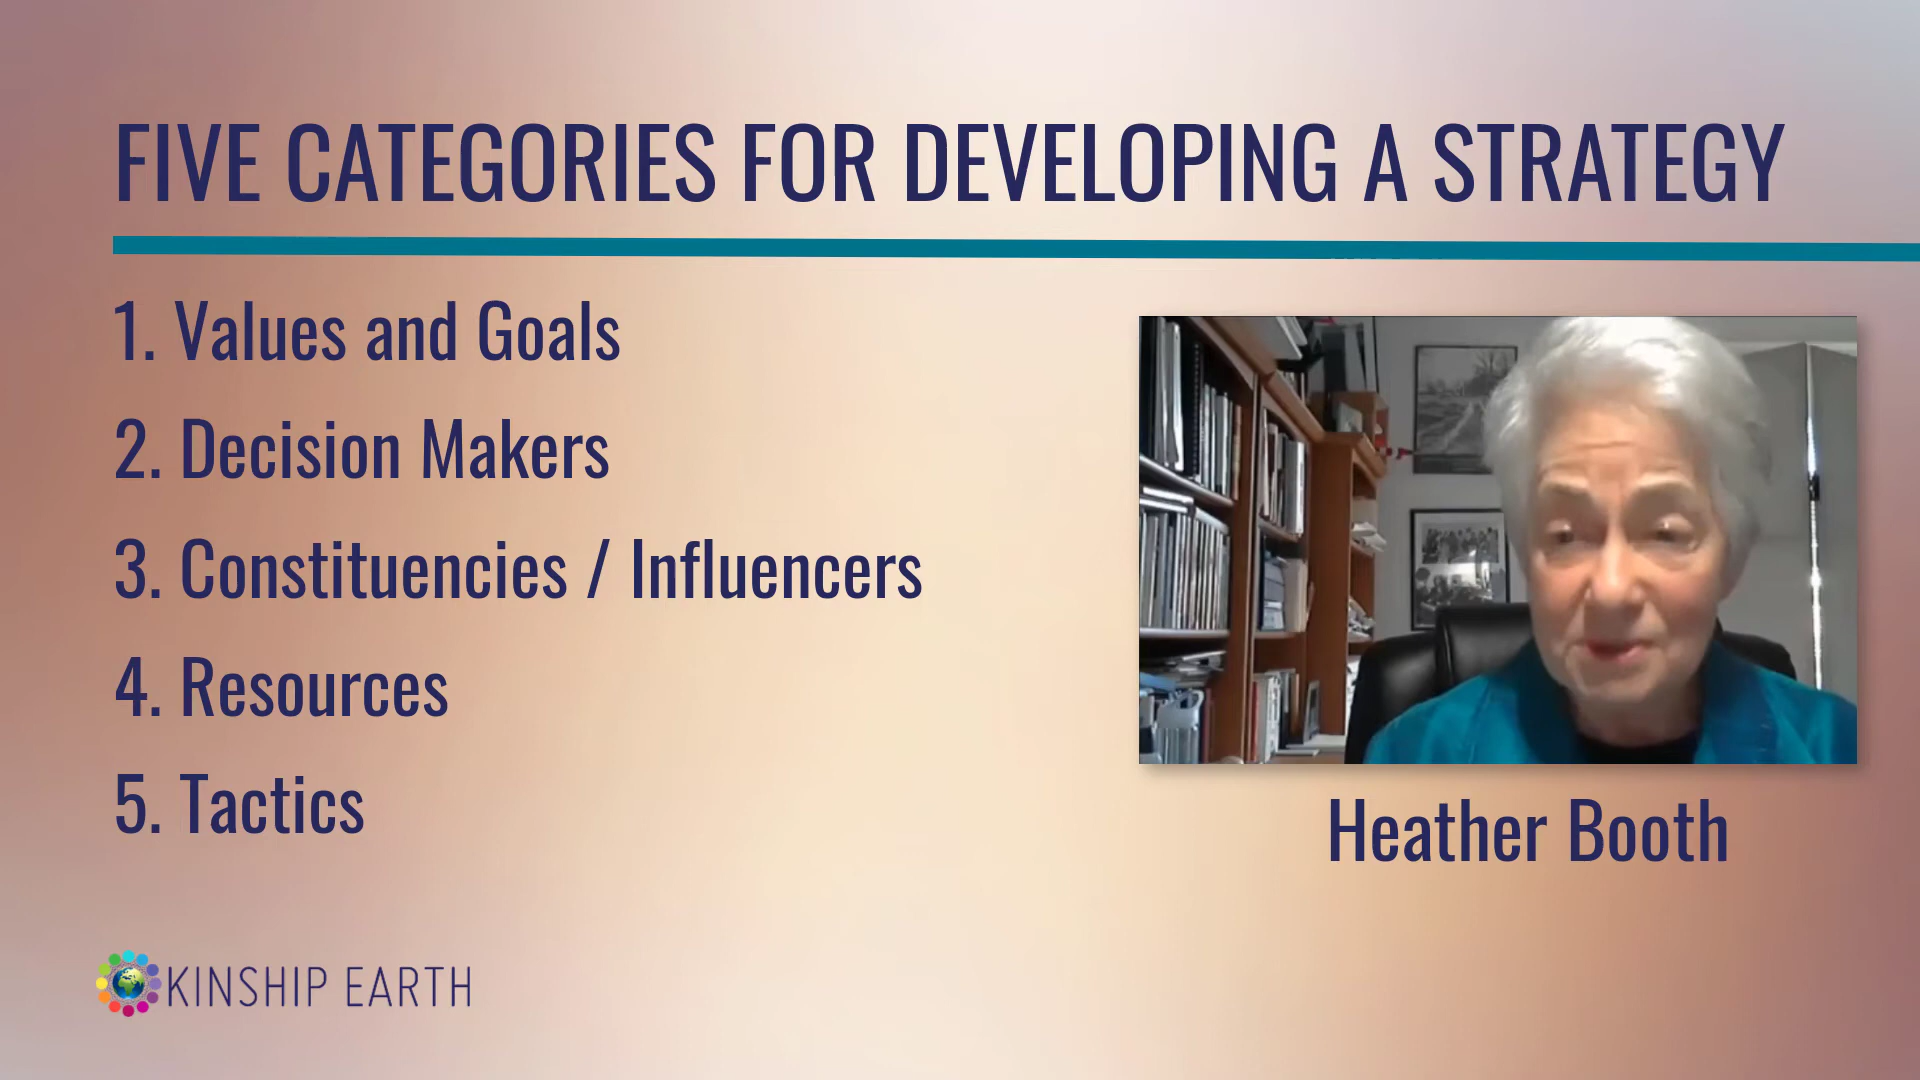 FIVE CATEGORIES FOR DEVELOPING A STRATEGY
1. Values and Goals
2. Decision Makers
3. Constituencies / Influencers
4. Resources
5. Tactics
Heather Booth
KINSHIP EARTH